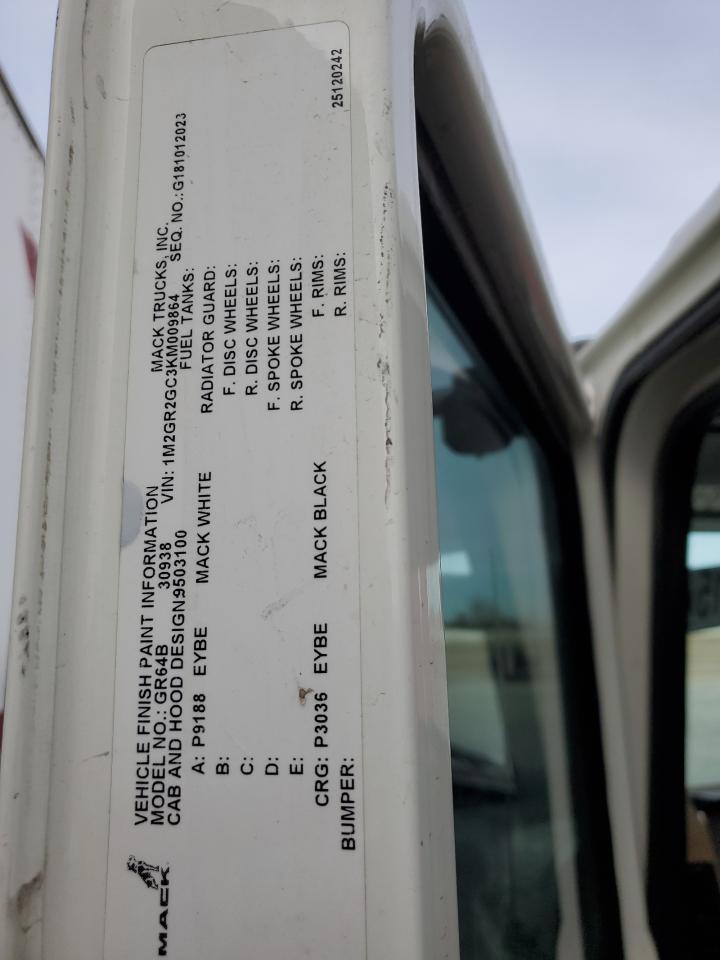 MACK
VEHICLE FINISH PAINT INFORMATION MACK TRUCKS, INC.
MODEL NO.: GR64B 30938 VIN: 1M2GR2GC3KM009864 SEQ. NO.: G181012023
CAB AND HOOD DESIGN:9503100 FUEL TANKS:
A: P9188 EYBE MACK WHITE RADIATOR GUARD:
B: F. DISC WHEELS:
C: R. DISC WHEELS:
D: F. SPOKE WHEELS:
E: R. SPOKE WHEELS:
CRG: P3036 EYBE MACK BLACK F. RIMS:
BUMPER: R. RIMS: 25120242